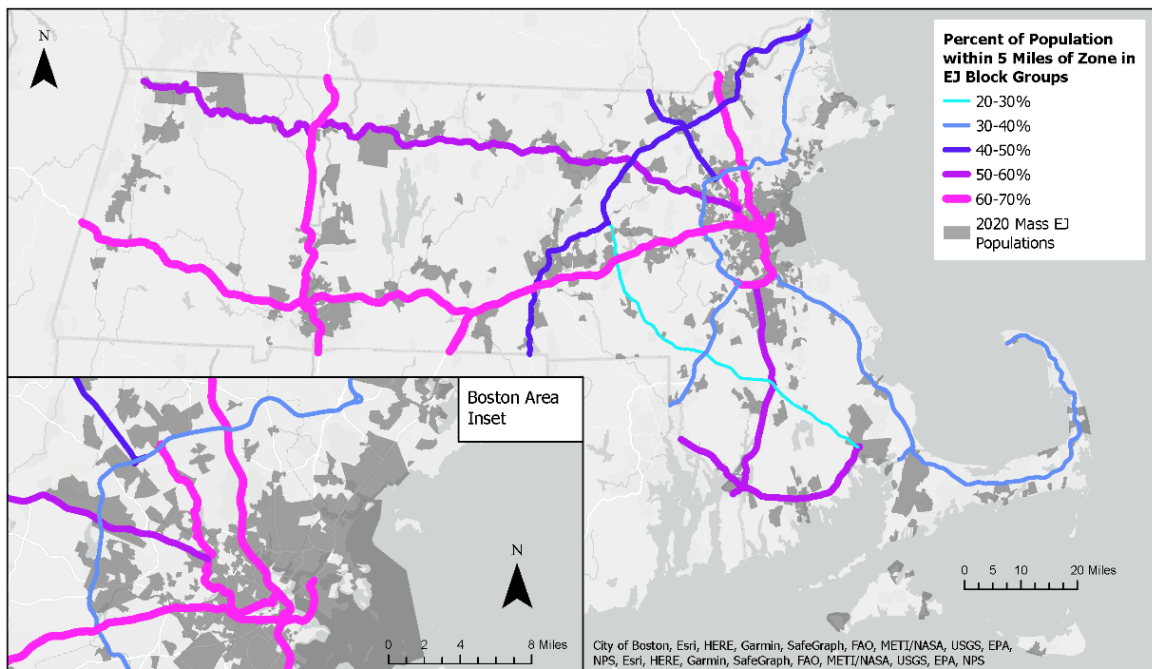 N
Percent of Population
within 5 Miles of Zone in
EJ Block Groups
20-30%
30-40%
40-50%
50-60%
60-70%
2020 Mass EJ
Populations
Boston Area
Inset
N
0 2 4 8 Miles
0 5 10 20 Miles
City of Boston, Esri, HERE, Garmin, SafeGraph, FAO, METI/NASA, USGS, EPA,
NPS, Esri, HERE, Garmin, SafeGraph, FAO, METI/NASA, USGS, EPA, NPS